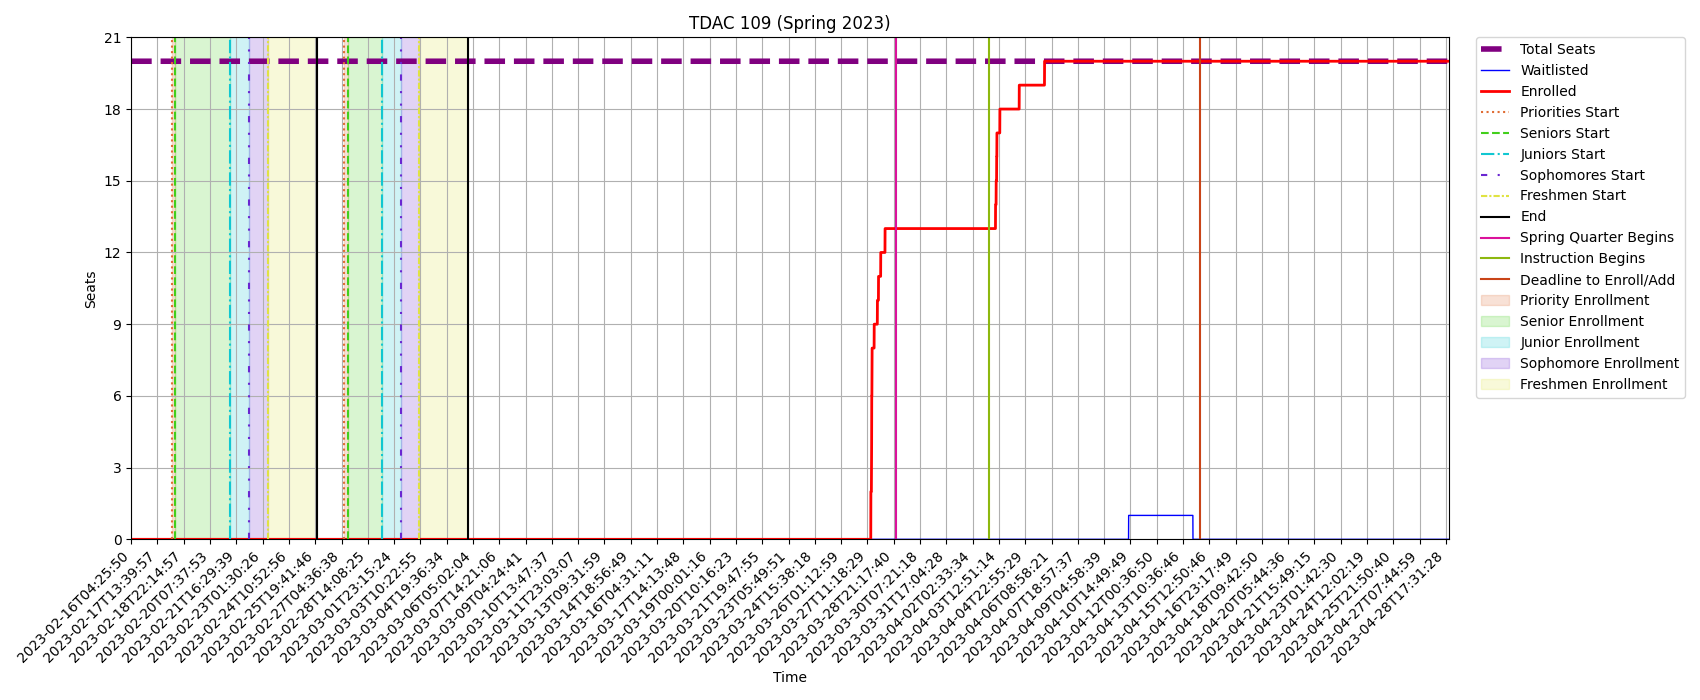 TDAC 109 (Spring 2023)
21
18
15
12
9
6
3
0
Seats
2023-02-16T04:25:50
2023-02-17T13:39:57
2023-02-18T22:14:57
2023-02-20T07:37:53
2023-02-21T16:29:39
2023-02-23T01:30:26
2023-02-24T10:52:56
2023-02-25T19:41:46
2023-02-27T04:36:38
2023-02-28T14:08:25
2023-03-01T23:15:24
2023-03-03T10:22:55
2023-03-04T19:36:34
2023-03-06T05:02:04
2023-03-07T14:21:06
2023-03-09T04:24:41
2023-03-10T13:47:37
2023-03-11T23:03:07
2023-03-13T09:31:59
2023-03-14T18:56:49
2023-03-16T04:31:11
2023-03-17T14:13:48
2023-03-19T00:01:16
2023-03-20T10:16:23
2023-03-21T19:47:55
2023-03-23T05:49:51
2023-03-24T15:38:18
2023-03-26T01:12:59
2023-03-27T11:18:29
2023-03-28T21:17:40
2023-03-30T07:21:18
2023-03-31T17:04:28
2023-04-02T02:33:34
2023-04-03T12:51:14
2023-04-04T22:55:29
2023-04-06T08:58:21
2023-04-07T18:57:37
2023-04-09T04:58:39
2023-04-10T14:49:49
2023-04-12T00:36:50
2023-04-13T10:36:46
2023-04-15T12:50:46
2023-04-16T23:17:49
2023-04-18T09:42:50
2023-04-20T05:44:36
2023-04-21T15:49:15
2023-04-23T01:42:30
2023-04-24T12:02:19
2023-04-25T21:50:40
2023-04-27T07:44:59
2023-04-28T17:31:28
Time
Total Seats
Waitlisted
Enrolled
Priorities Start
Seniors Start
Juniors Start
Sophomores Start
Freshmen Start
End
Spring Quarter Begins
Instruction Begins
Deadline to Enroll/Add
Priority Enrollment
Senior Enrollment
Junior Enrollment
Sophomore Enrollment
Freshmen Enrollment